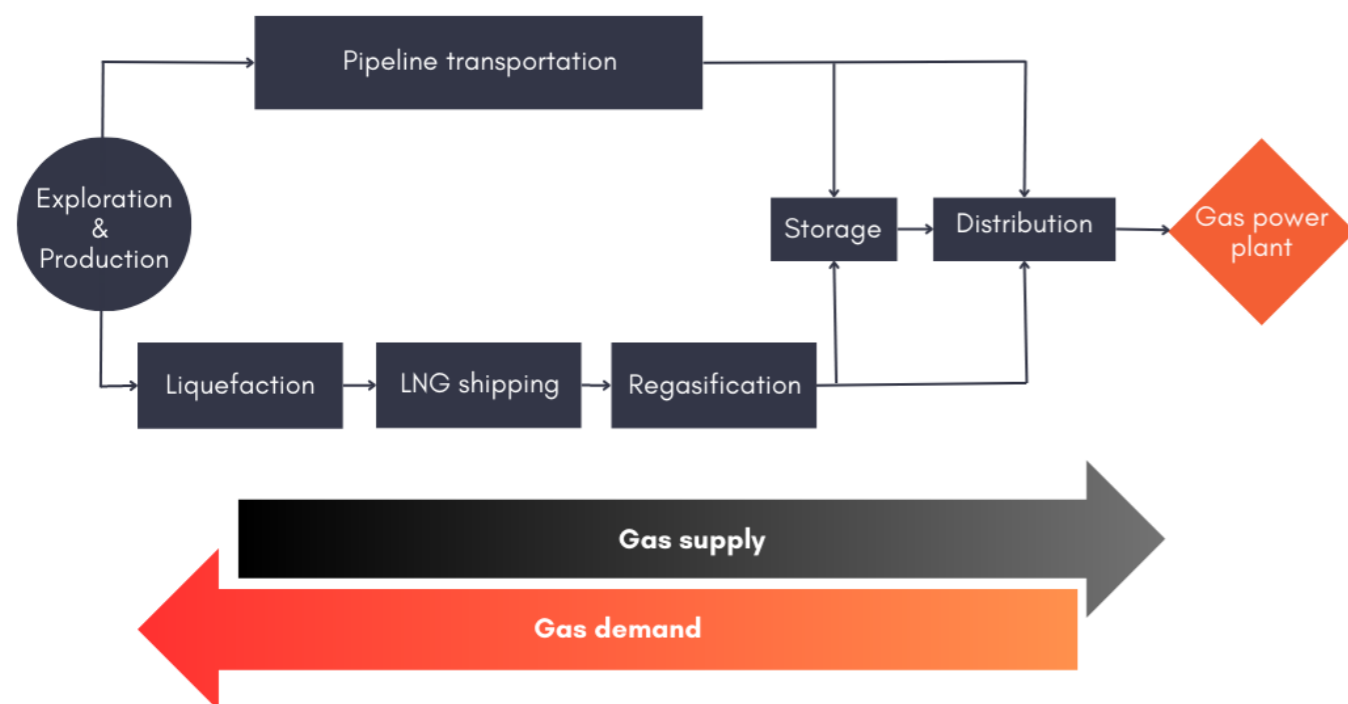 Pipeline transportation
Exploration
&
Production
Storage
Distribution
Gas power
plant
Liquefaction
LNG shipping
Regasification
Gas supply
Gas demand